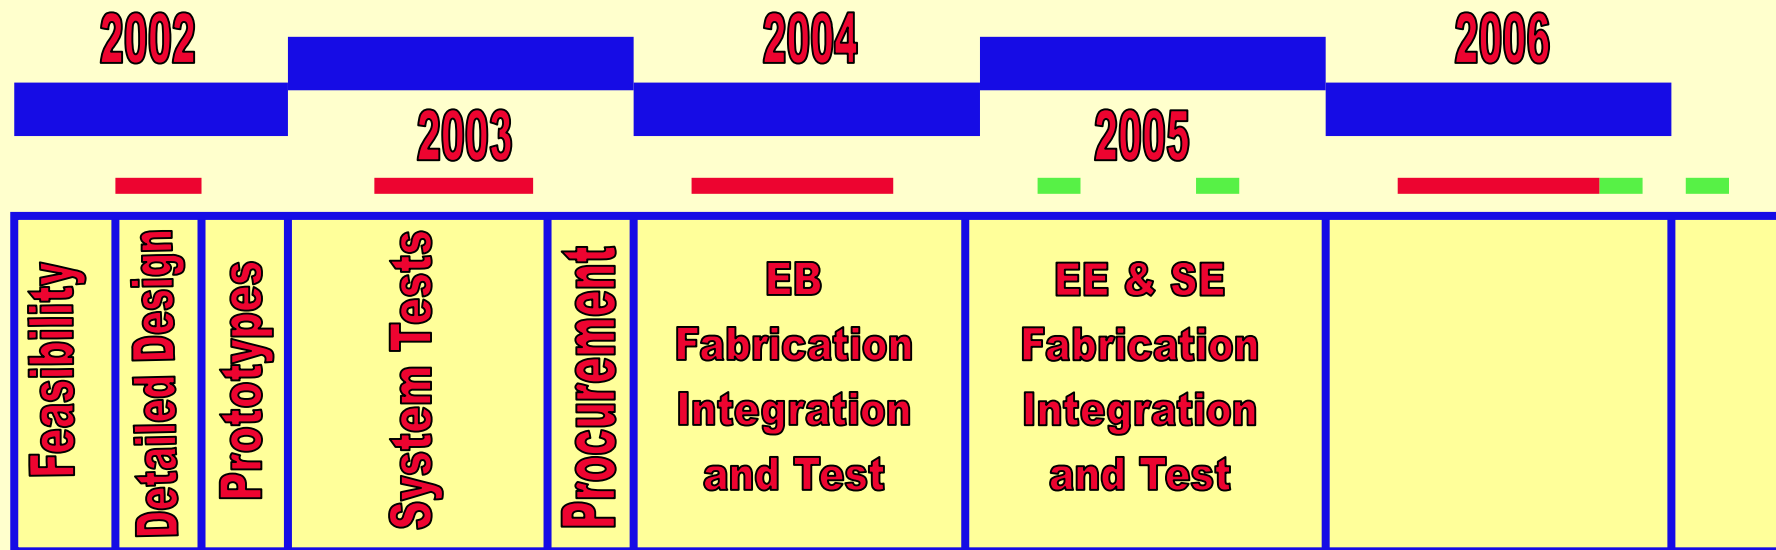 2002
2004
2006
2003
2005
Feasibility
Detailed Design
Prototypes
System Tests
Procurement
EB
Fabrication
Integration
and Test
EE & SE
Fabrication
Integration
and Test